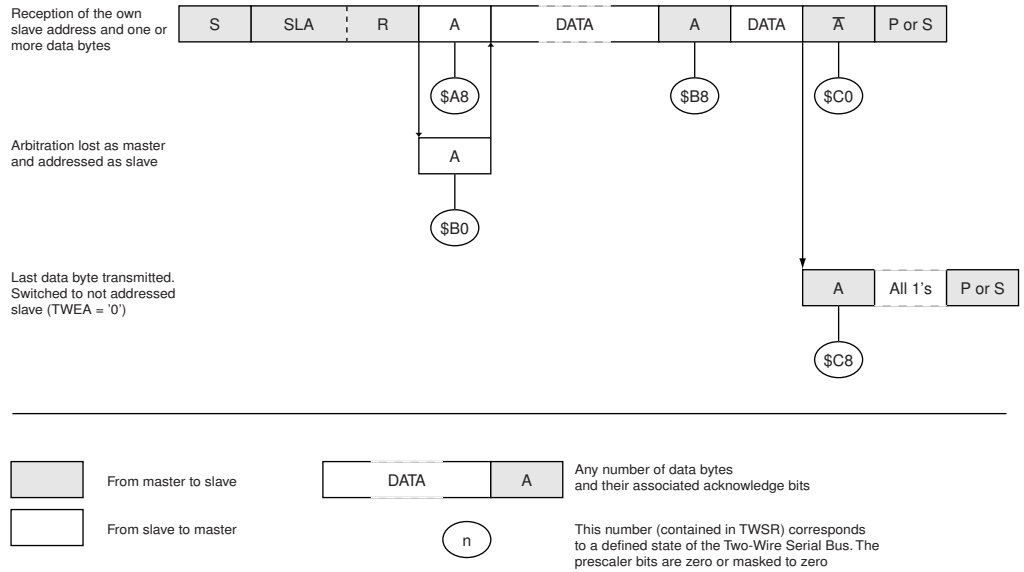 Reception of the own
slave address and one or
more data bytes
S SLA R A DATA A DATA A̅ P or S
$A8 $B8 $C0
Arbitration lost as master
and addressed as slave
A
$B0
Last data byte transmitted.
Switched to not addressed
slave (TWEA = '0')
A All 1's P or S
$C8
From master to slave
DATA A
Any number of data bytes
and their associated acknowledge bits
From slave to master
n
This number (contained in TWSR) corresponds
to a defined state of the Two-Wire Serial Bus. The
prescaler bits are zero or masked to zero